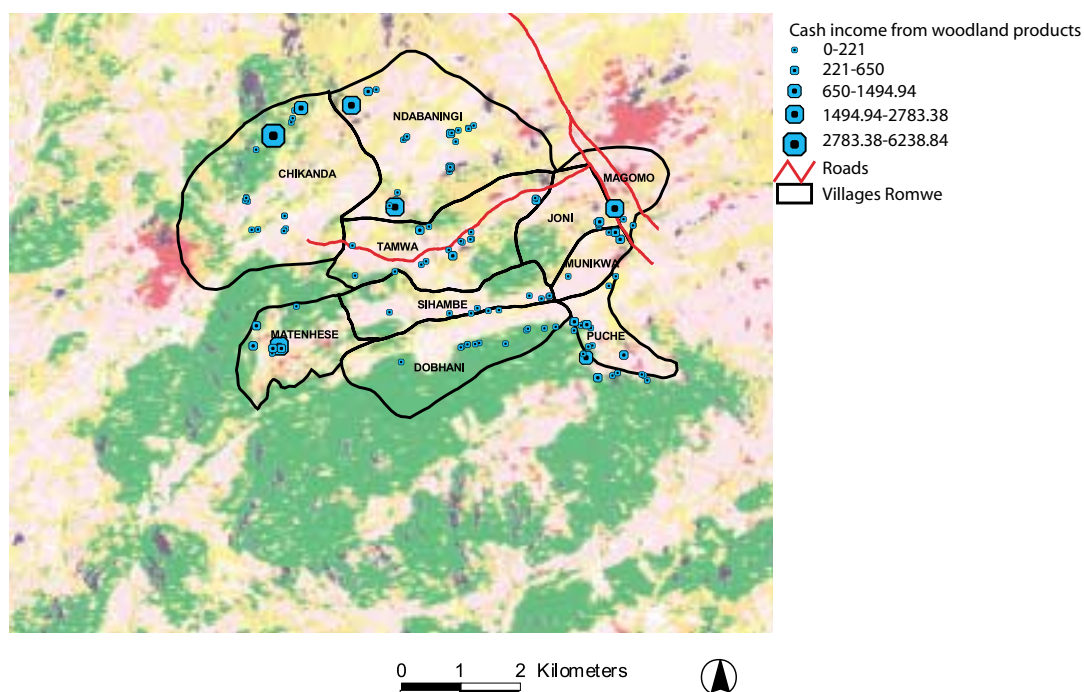 Cash income from woodland products
0-221
221-650
650-1494.94
1494.94-2783.38
2783.38-6238.84
Roads
Villages Romwe
NDABANINGI
CHIKANDA
MAGOMO
JONI
TAMWA
MUNIKWA
SIHAMBE
MATENHESE
PUCHE
DOBHANI
0 1 2 Kilometers